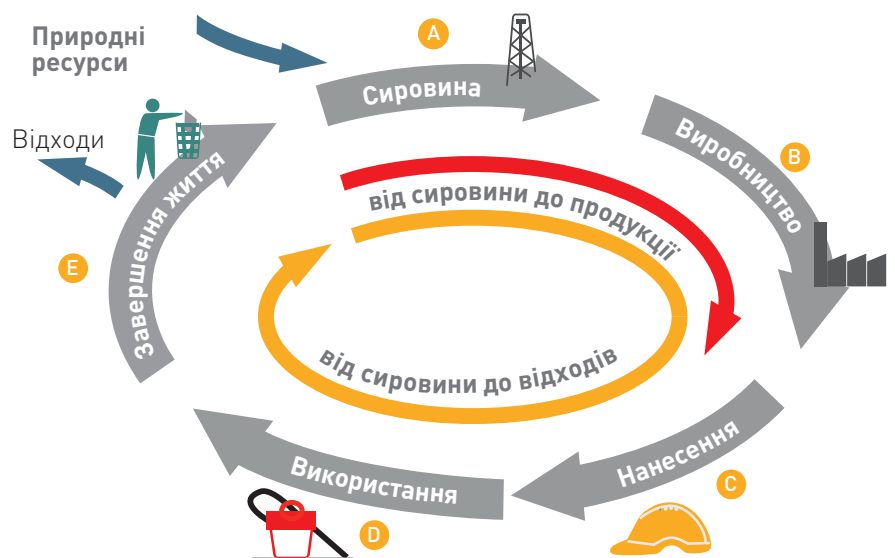 Природні
ресурси
A
Сировина
Виробництво
B
Відходи
Завершення життя
E
від сировини до продукції
від сировини до відходів
Нанесення
C
Використання
D